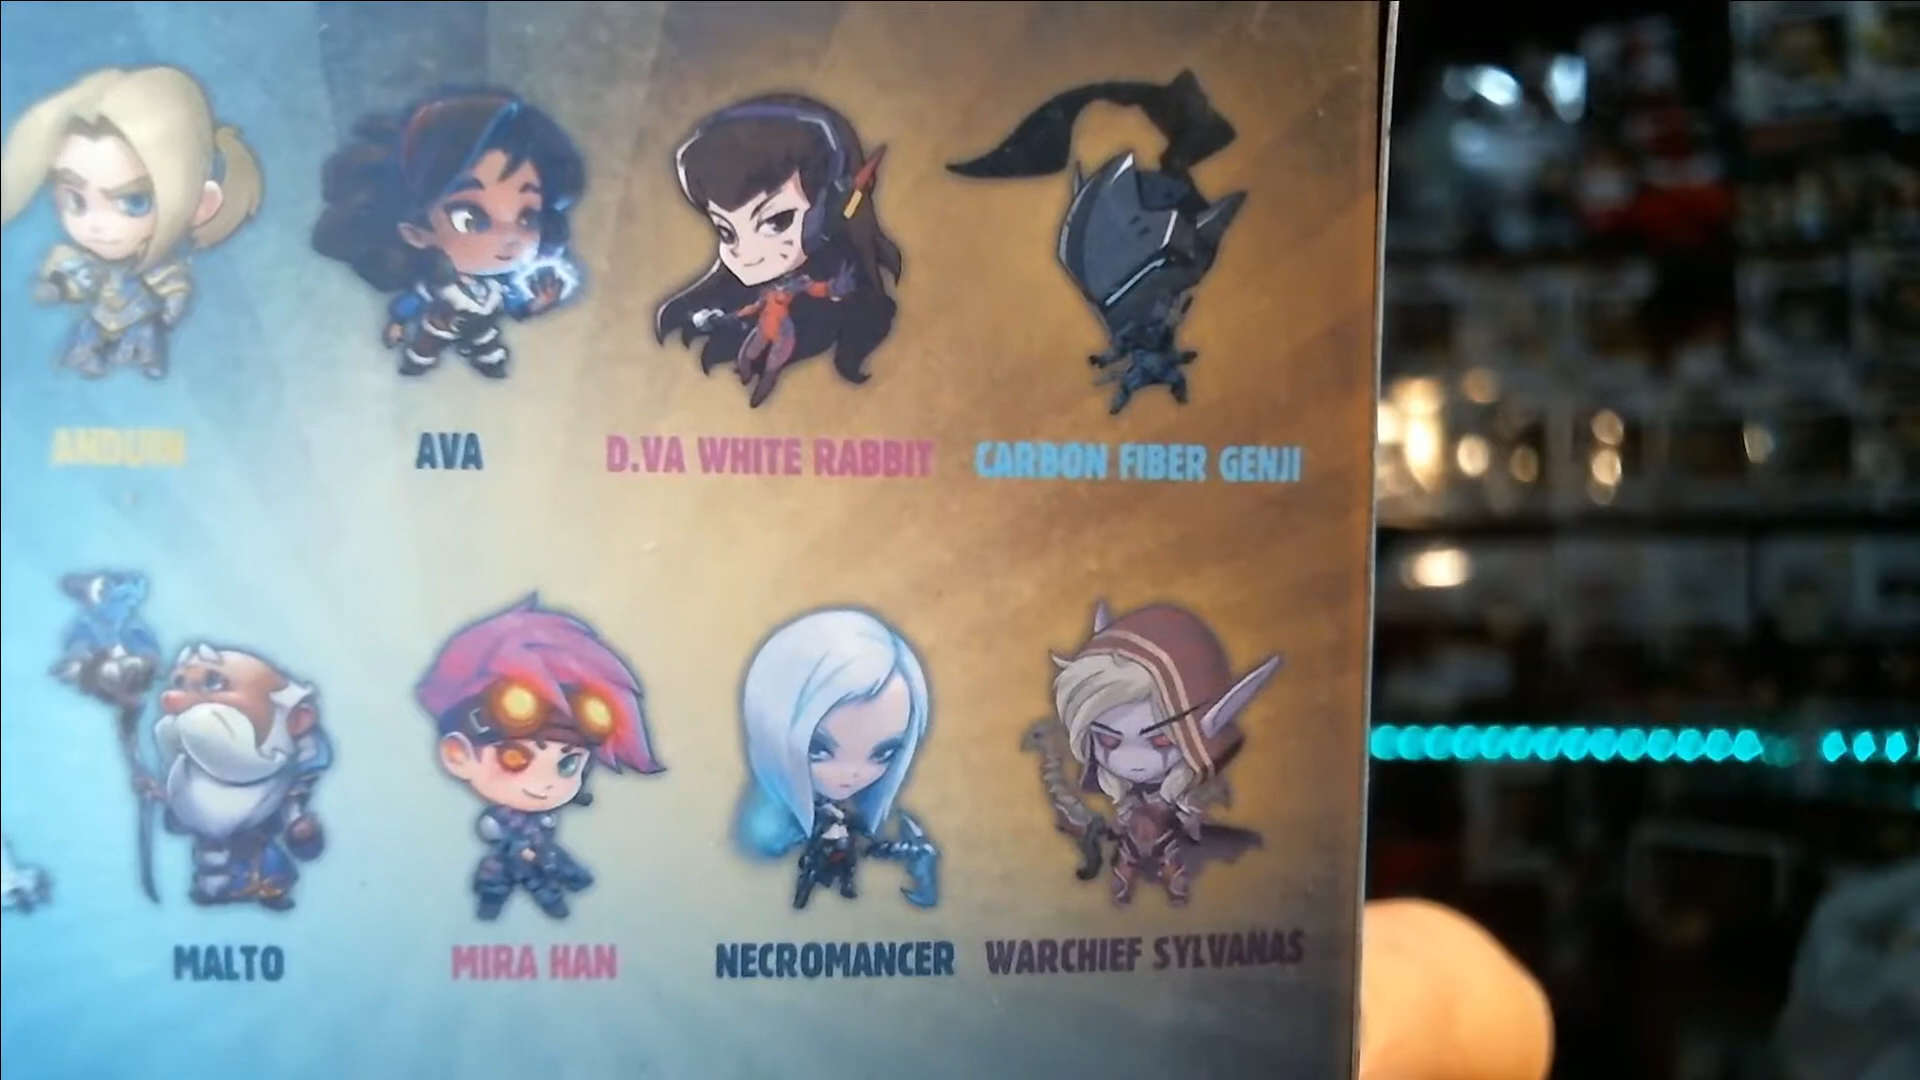 ANDUIN
AVA
D.VA WHITE RABBIT
CARBON FIBER GENJI
MALTO
MIRA HAN
NECROMANCER
WARCHIEF SYLVANAS